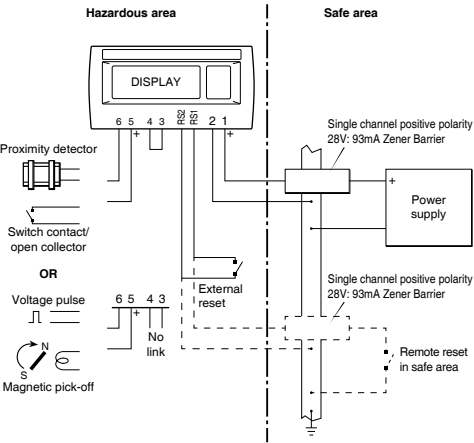 Hazardous area
Safe area
DISPLAY
6 5 4 3 RS2 RS1 2 1
+ +
Single channel positive polarity
28V: 93mA Zener Barrier
Proximity detector
+
Power
supply
Switch contact/
open collector
OR
External
reset
Single channel positive polarity
28V: 93mA Zener Barrier
Voltage pulse
6 5 4 3
+
No
link
N
S
Magnetic pick-off
Remote reset
in safe area